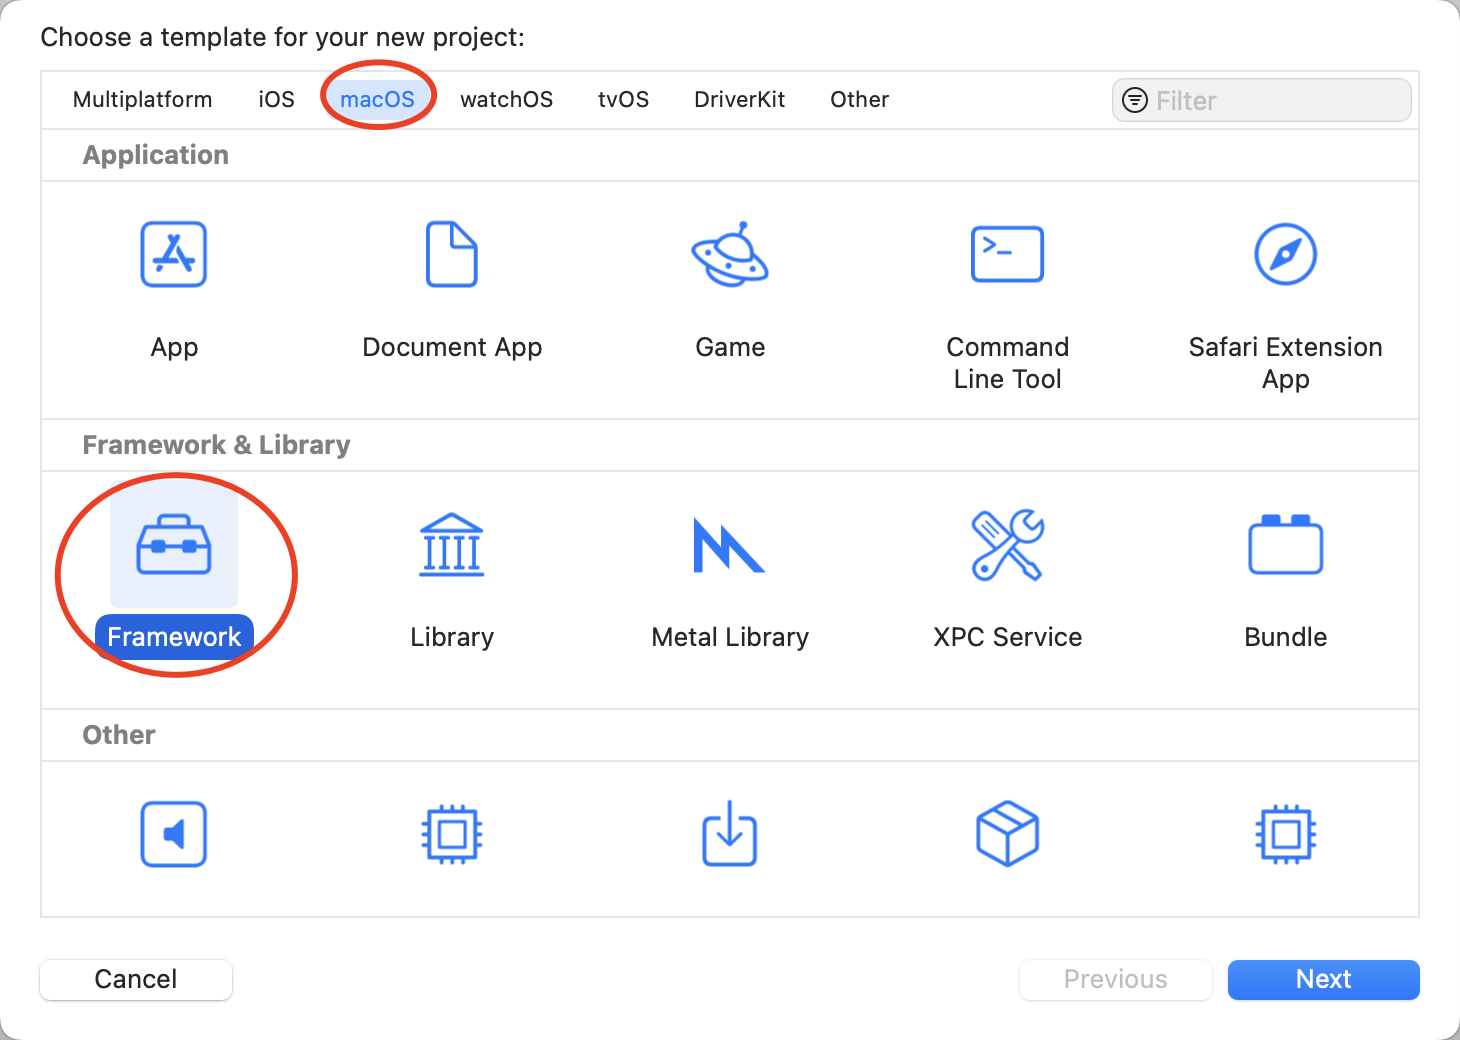 Choose a template for your new project:
Multiplatform iOS macOS watchOS tvOS DriverKit Other Filter
Application
App Document App Game Command Line Tool Safari Extension App
Framework & Library
Framework Library Metal Library XPC Service Bundle
Other
Cancel Previous Next